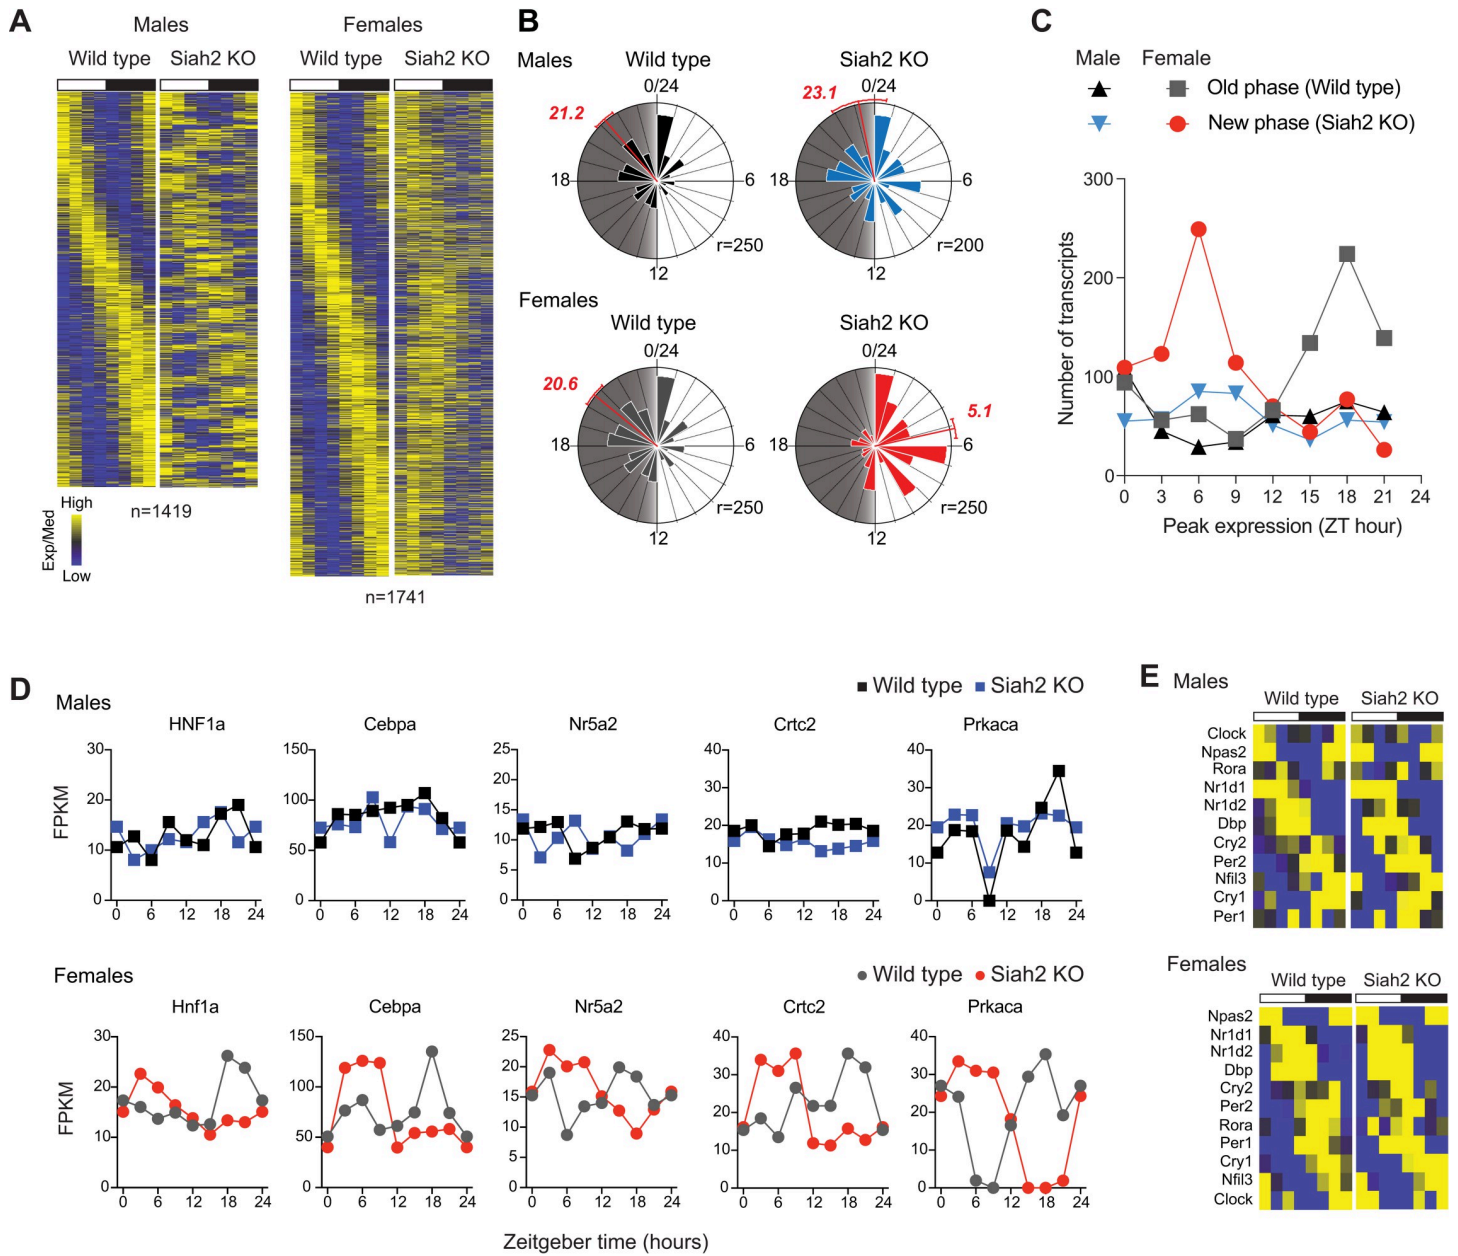 A
Males
Females
Wild type
Siah2 KO
Wild type
Siah2 KO
High
Exp/Med
Low
n=1419
n=1741
B
Males
Wild type
Siah2 KO
0/24
0/24
21.2
23.1
18
6
18
6
r=250
r=200
12
12
Females
Wild type
Siah2 KO
0/24
0/24
20.6
5.1
18
6
18
6
r=250
r=250
12
12
C
Male
Female
Old phase (Wild type)
New phase (Siah2 KO)
Number of transcripts
300
200
100
0
0 3 6 9 12 15 18 21 24
Peak expression (ZT hour)
D
Males
Wild type
Siah2 KO
HNF1a
Cebpa
Nr5a2
Crtc2
Prkaca
FPKM
30
20
10
0
0 6 12 18 24
150
100
50
0
0 6 12 18 24
25
20
15
10
5
0
0 6 12 18 24
40
30
20
10
0
0 6 12 18 24
40
30
20
10
0
0 6 12 18 24
Females
Wild type
Siah2 KO
Hnf1a
Cebpa
Nr5a2
Crtc2
Prkaca
FPKM
30
20
10
0
0 6 12 18 24
150
100
50
0
0 6 12 18 24
25
20
15
10
5
0
0 6 12 18 24
40
30
20
10
0
0 6 12 18 24
40
30
20
10
0
0 6 12 18 24
Zeitgeber time (hours)
E
Males
Wild type
Siah2 KO
Clock
Npas2
Rora
Nr1d1
Nr1d2
Dbp
Cry2
Per2
Nfil3
Cry1
Per1
Females
Wild type
Siah2 KO
Npas2
Nr1d1
Nr1d2
Dbp
Cry2
Per2
Rora
Per1
Cry1
Nfil3
Clock